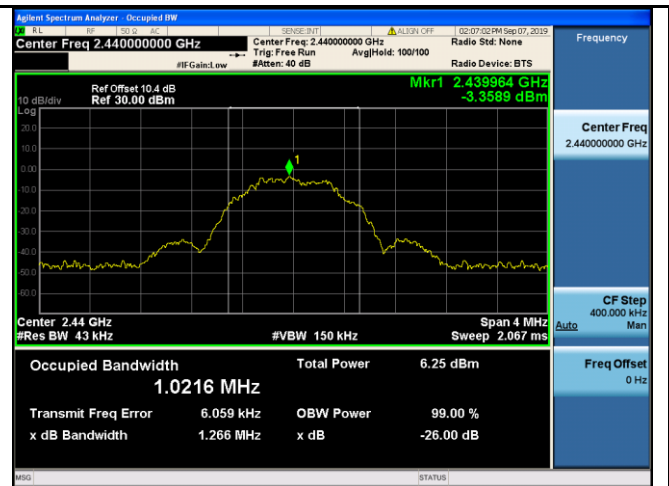 Agilent Spectrum Analyzer - Occupied BW
RL RF 50 Ω AC SENSE:INT ALIGN OFF 02:07:02 PM Sep 07, 2019
Center Freq 2.440000000 GHz Center Freq: 2.440000000 GHz Radio Std: None
Trig: Free Run Avg|Hold: 100/100
#IFGain:Low #Atten: 40 dB Radio Device: BTS
Frequency
Ref Offset 10.4 dB Mkr1 2.439964 GHz
10 dB/div Ref 30.00 dBm -3.3589 dBm
Log
20.0
10.0
0.00
-10.0
-20.0
-30.0
-40.0
-50.0
-60.0
1
Center 2.44 GHz Span 4 MHz
#Res BW 43 kHz #VBW 150 kHz Sweep 2.067 ms
Occupied Bandwidth Total Power 6.25 dBm
1.0216 MHz
Transmit Freq Error 6.059 kHz OBW Power 99.00 %
x dB Bandwidth 1.266 MHz x dB -26.00 dB
Center Freq
2.440000000 GHz
CF Step
400.000 kHz
Auto Man
Freq Offset
0 Hz
MSG STATUS